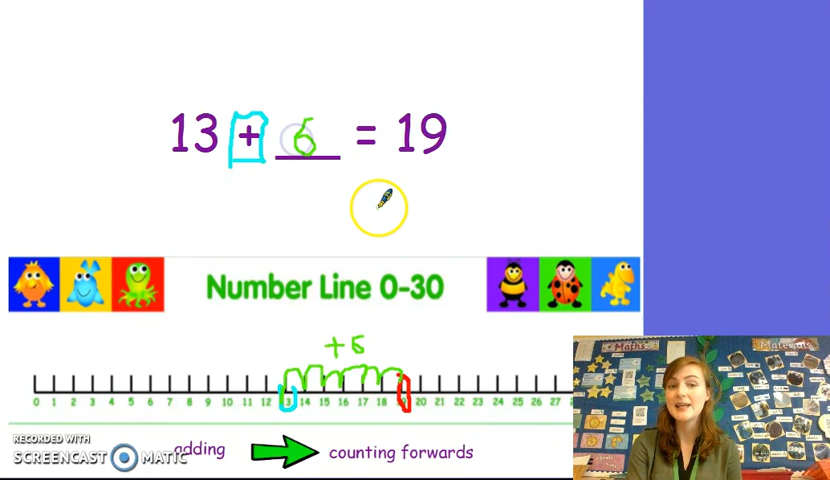 13 + 6 = 19
Number Line 0-30
+6
0 1 2 3 4 5 6 7 8 9 10 11 12 13 14 15 16 17 18 20 21 22 23 24 25 26 27
adding counting forwards
RECORDED WITH
SCREENCAST MATIC
Maths
Materials